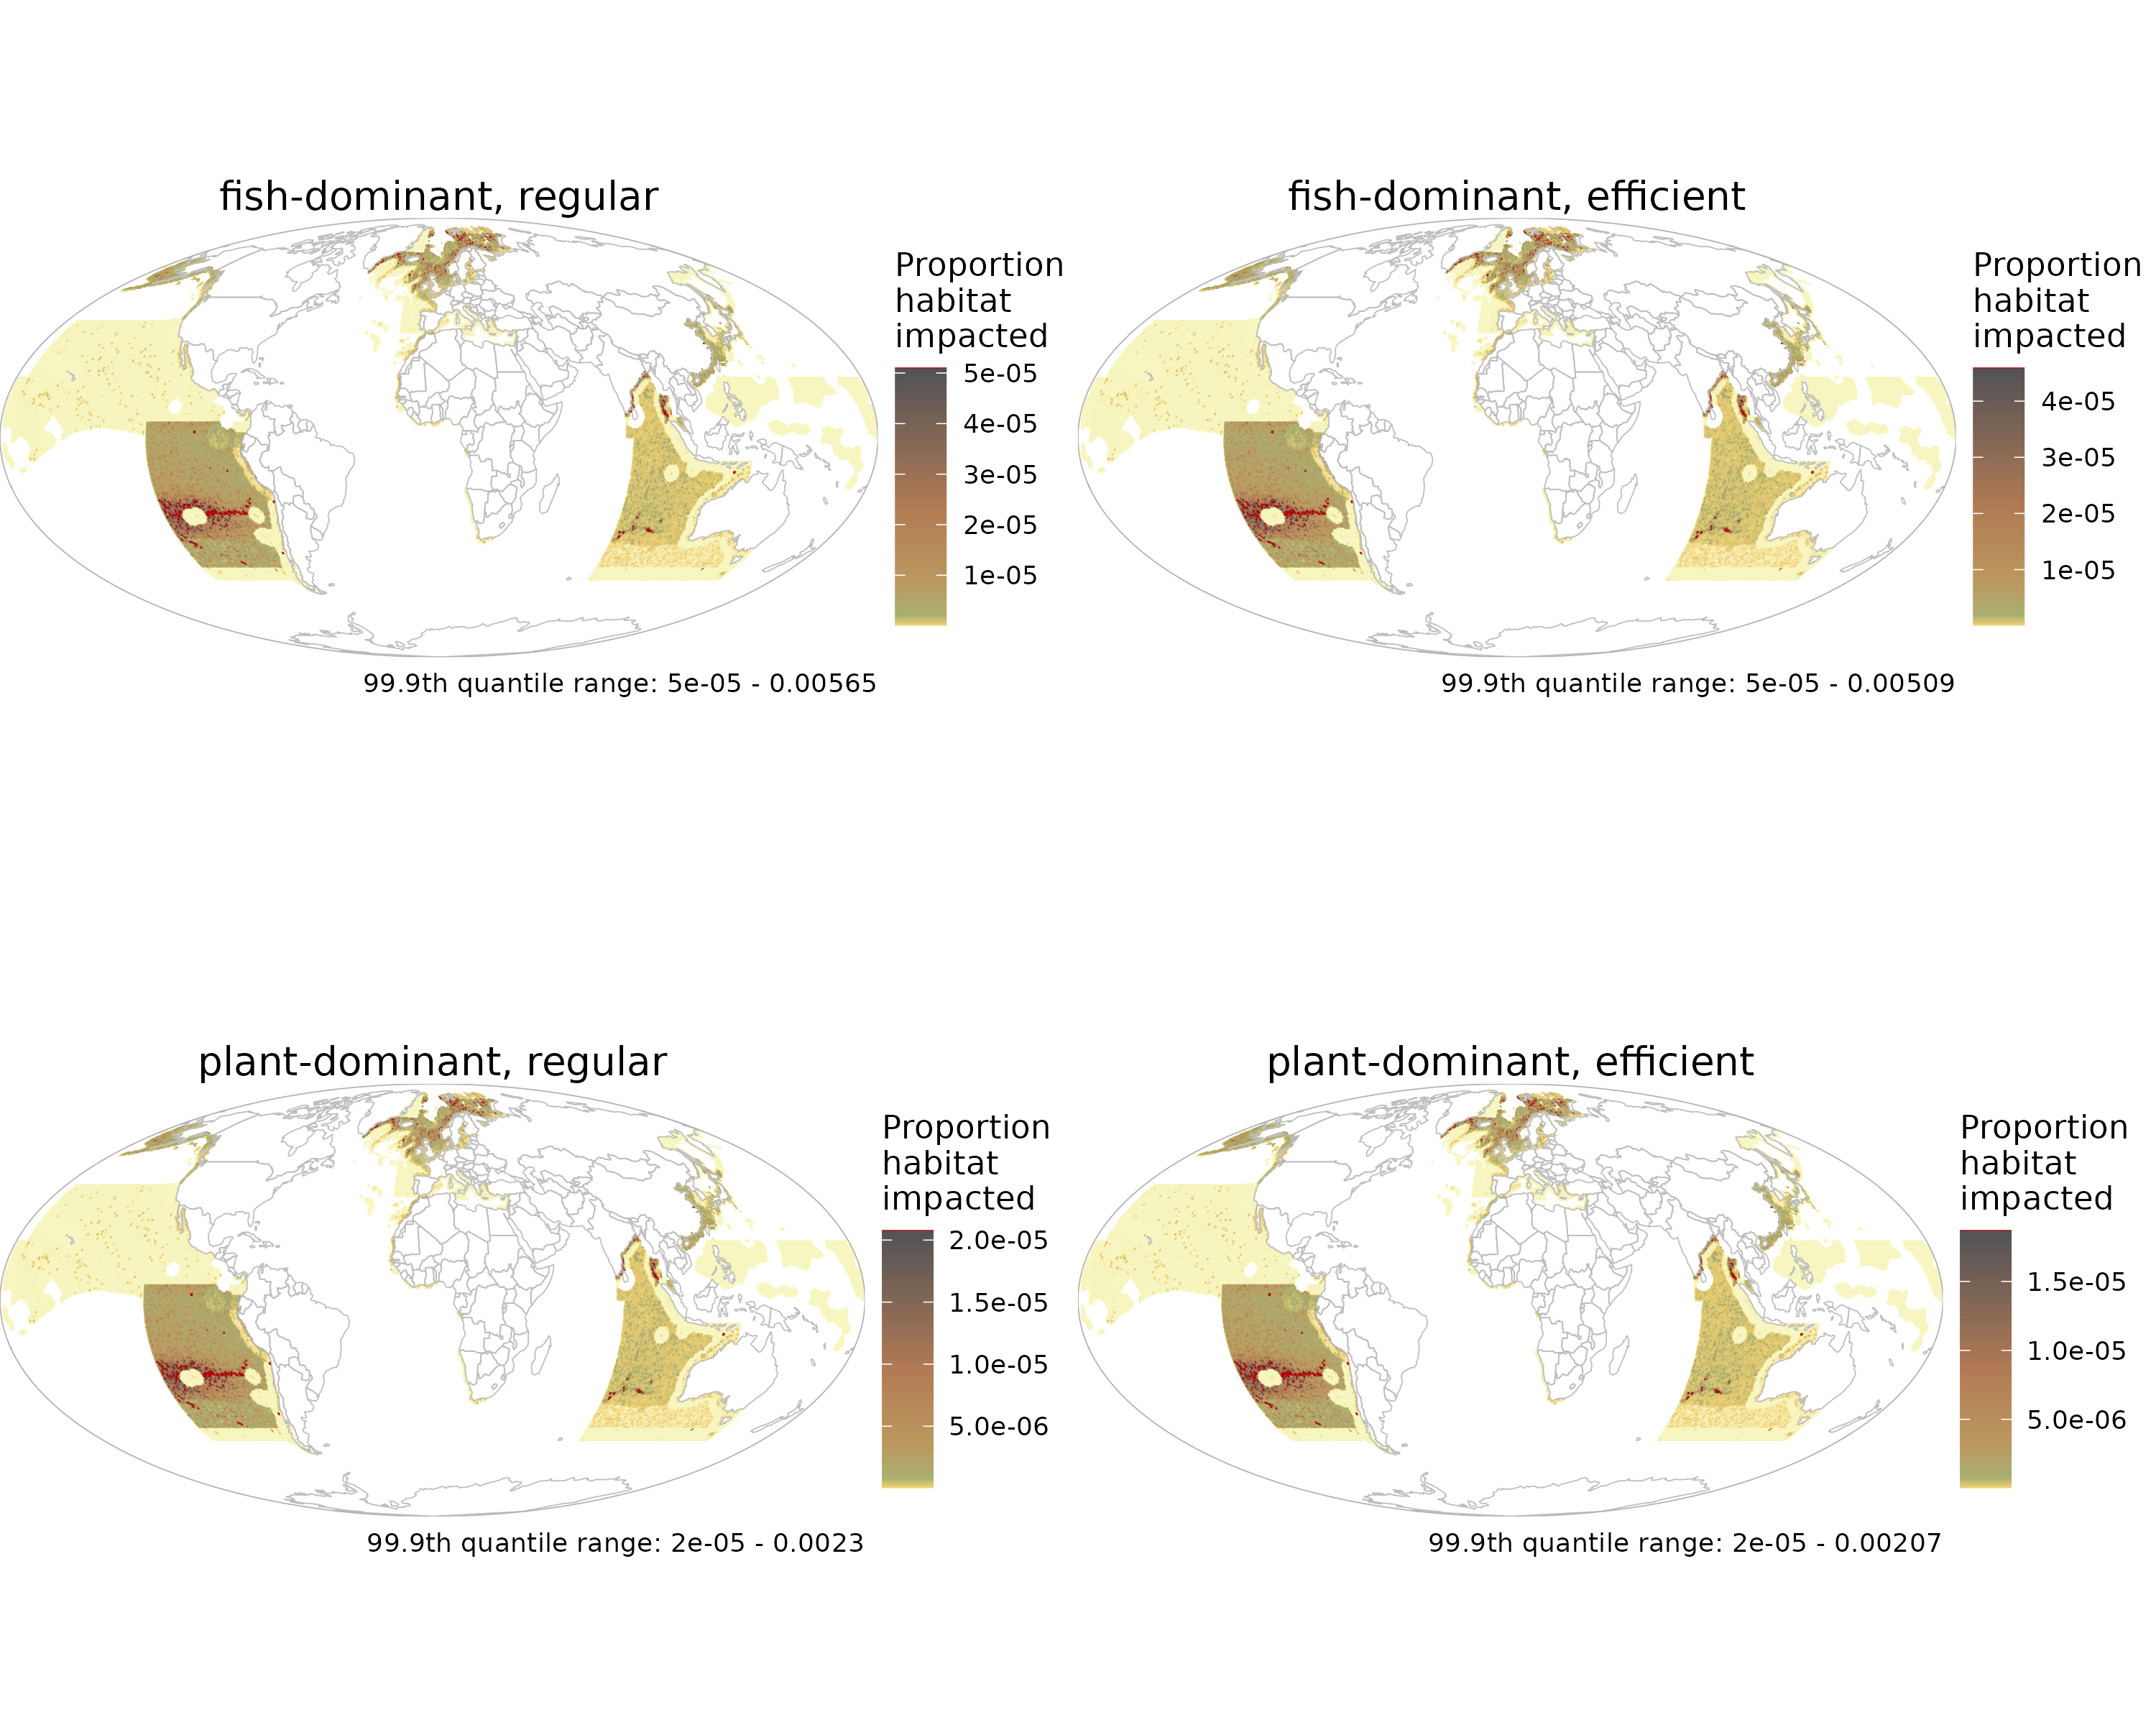 fish-dominant, regular
Proportion
habitat
impacted
5e-05
4e-05
3e-05
2e-05
1e-05
99.9th quantile range: 5e-05 - 0.00565
fish-dominant, efficient
Proportion
habitat
impacted
4e-05
3e-05
2e-05
1e-05
99.9th quantile range: 5e-05 - 0.00509
plant-dominant, regular
Proportion
habitat
impacted
2.0e-05
1.5e-05
1.0e-05
5.0e-06
99.9th quantile range: 2e-05 - 0.0023
plant-dominant, efficient
Proportion
habitat
impacted
1.5e-05
1.0e-05
5.0e-06
99.9th quantile range: 2e-05 - 0.00207